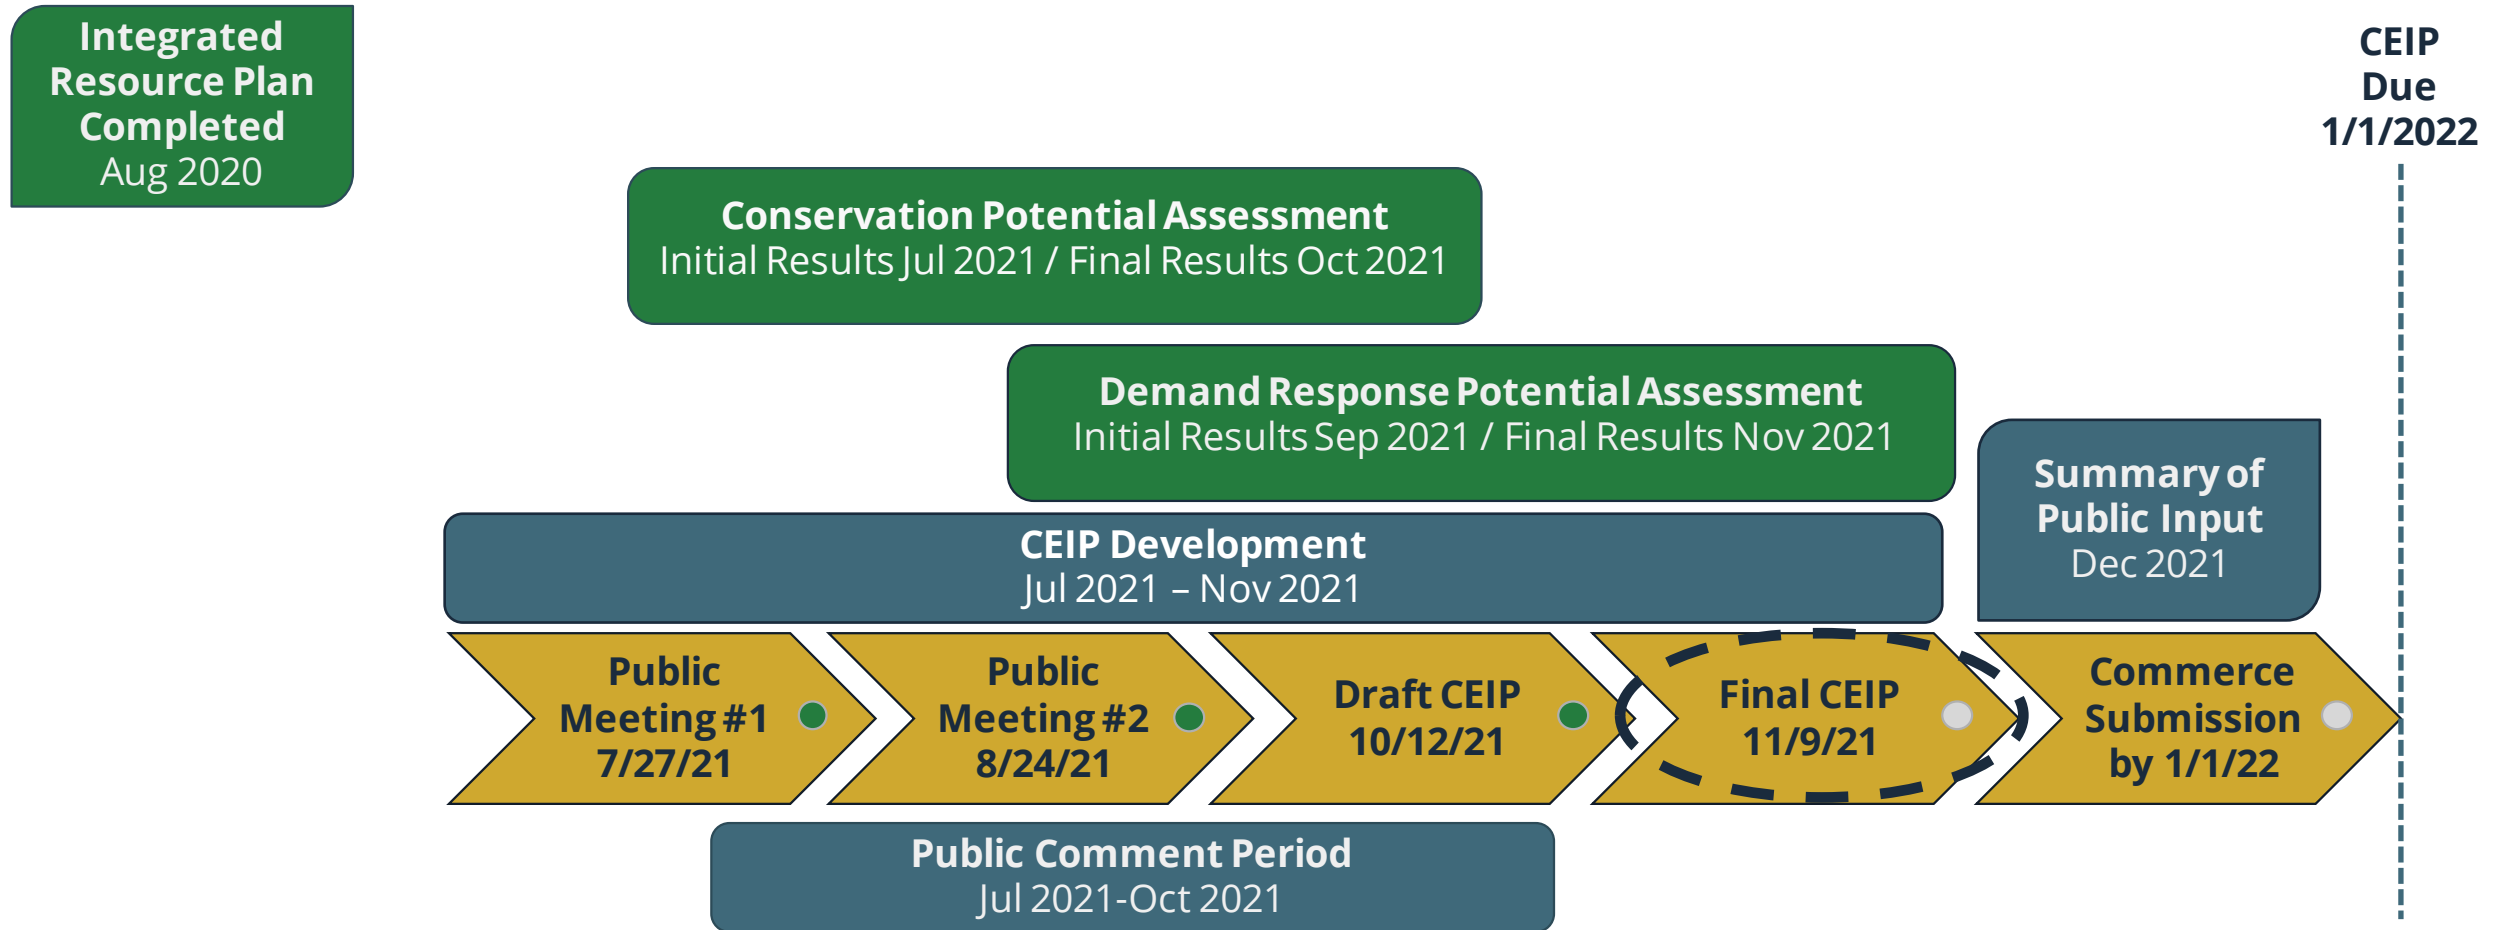 Integrated
Resource Plan
Completed
Aug 2020
CEIP
Due
1/1/2022
Conservation Potential Assessment
Initial Results Jul 2021 / Final Results Oct 2021
Demand Response Potential Assessment
Initial Results Sep 2021 / Final Results Nov 2021
Summary of
Public Input
Dec 2021
CEIP Development
Jul 2021 – Nov 2021
Public
Meeting #1
7/27/21
Public
Meeting #2
8/24/21
Draft CEIP
10/12/21
Final CEIP
11/9/21
Commerce
Submission
by 1/1/22
Public Comment Period
Jul 2021-Oct 2021